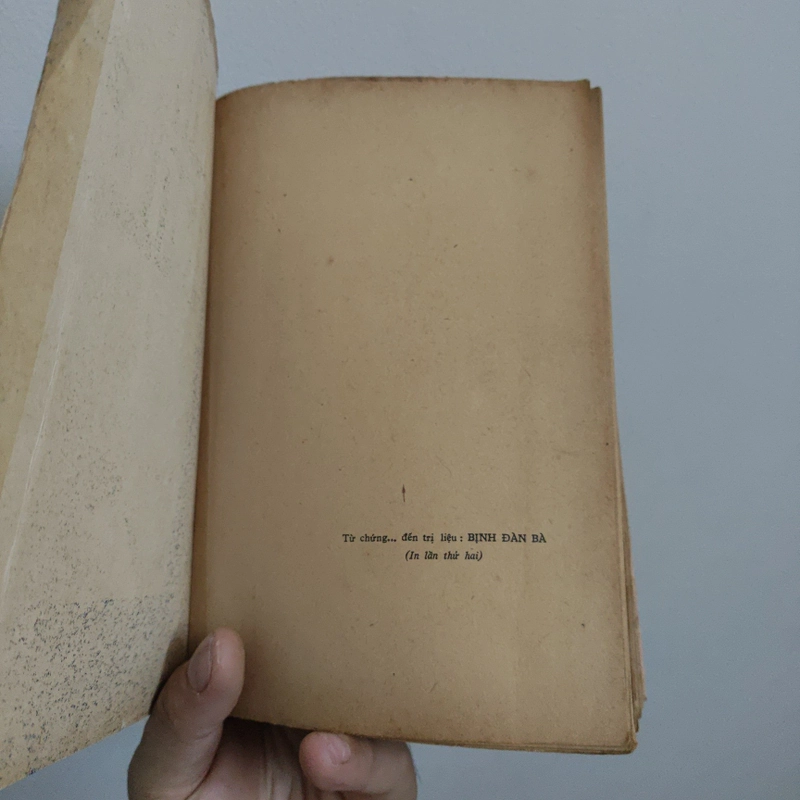 Từ chứng... đến trị liệu : BỊNH ĐÀN BÀ
(In lần thứ hai)